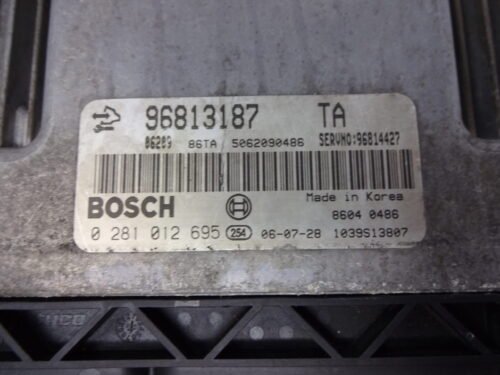 96813187 TA
06209 86TA 5062090486 SERVNO:96814427
BOSCH
Made in Korea
8604 0486
0 281 012 695 254 06-07-28 1039S13807